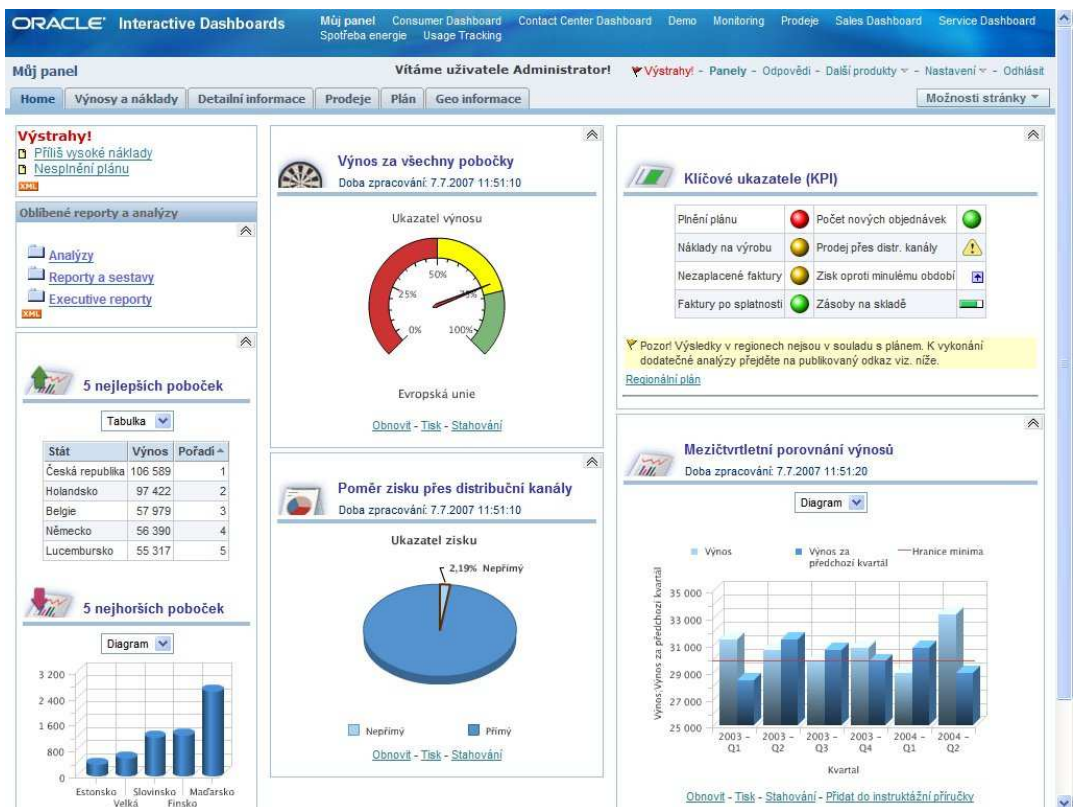 ORACLE Interactive Dashboards
Můj panel Consumer Dashboard Contact Center Dashboard Demo Monitoring Prodeje Sales Dashboard Service Dashboard
Spotřeba energie Usage Tracking
Můj panel
Vítáme uživatele Administrator!
Výstrahy! - Panely - Odpovědi - Další produkty - Nastavení - Odhlásit
Home Výnosy a náklady Detailní informace Prodeje Plán Geo informace
Možnosti stránky
Výstrahy!
Příliš vysoké náklady
Nesplnění plánu
XML
Oblíbené reporty a analýzy
Analýzy
Reporty a sestavy
Executive reporty
XML
5 nejlepších poboček
Tabulka
Stát Výnos Pořadí
Česká republika 106 589 1
Holandsko 97 422 2
Belgie 57 979 3
Německo 56 390 4
Lucembursko 55 317 5
5 nejhorších poboček
Diagram
3 200
2 400
1 600
800
0
Estonsko Slovinsko Maďarsko
Velká Finsko
Výnos za všechny pobočky
Doba zpracování: 7.7.2007 11:51:10
Ukazatel výnosu
50%
25% 75%
0% 100%
Evropská unie
Obnovit - Tisk - Stahování
Poměr zisku přes distribuční kanály
Doba zpracování: 7.7.2007 11:51:10
Ukazatel zisku
2,19% Nepřímý
Nepřímý Přímý
Obnovit - Tisk - Stahování
Klíčové ukazatele (KPI)
Plnění plánu Počet nových objednávek
Náklady na výrobu Prodej přes distr. kanály
Nezaplacené faktury Zisk oproti minulému období
Faktury po splatnosti Zásoby na skladě
Pozor! Výsledky v regionech nejsou v souladu s plánem. K vykonání
dodatečné analýzy přejděte na publikovaný odkaz viz. níže.
Regionální plán
Mezičtvrtletní porovnání výnosů
Doba zpracování: 7.7.2007 11:51:20
Diagram
Výnos Výnos za Hranice minima
předchozí kvartál
Výnos;Výnos za předchozí kvartál
35 000
33 000
31 000
29 000
27 000
25 000
2003 - 2003 - 2003 - 2003 - 2004 - 2004 -
Q1 Q2 Q3 Q4 Q1 Q2
Kvartal
Obnovit - Tisk - Stahování - Přidat do instruktážní příručky